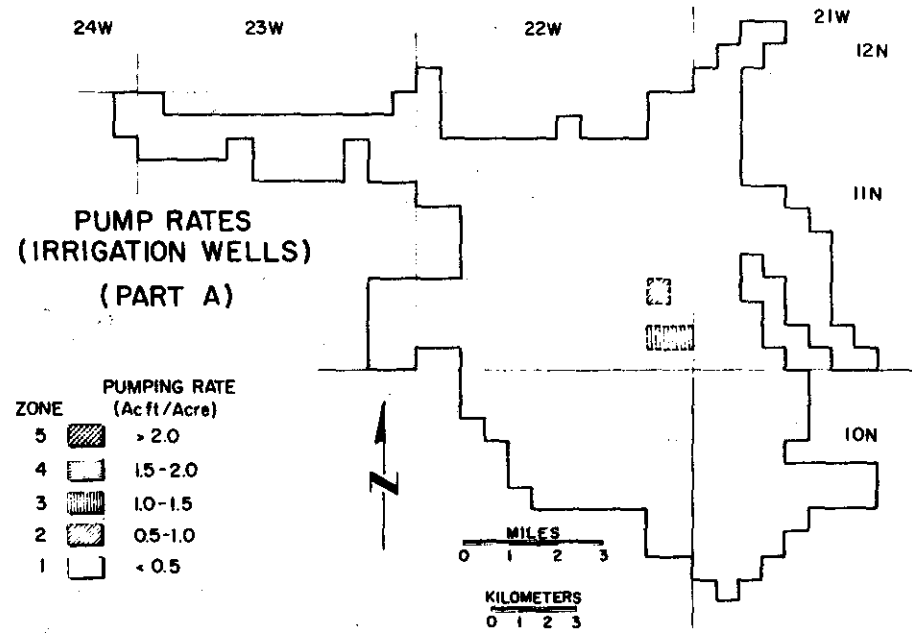 24W 23W 22W 21W
12N
11N
PUMP RATES
(IRRIGATION WELLS)
(PART A)
PUMPING RATE
ZONE (Acft/Acre)
5 > 2.0
4 1.5-2.0
3 1.0-1.5
2 0.5-1.0
1 < 0.5
N
10N
MILES
0 1 2 3
KILOMETERS
0 1 2 3